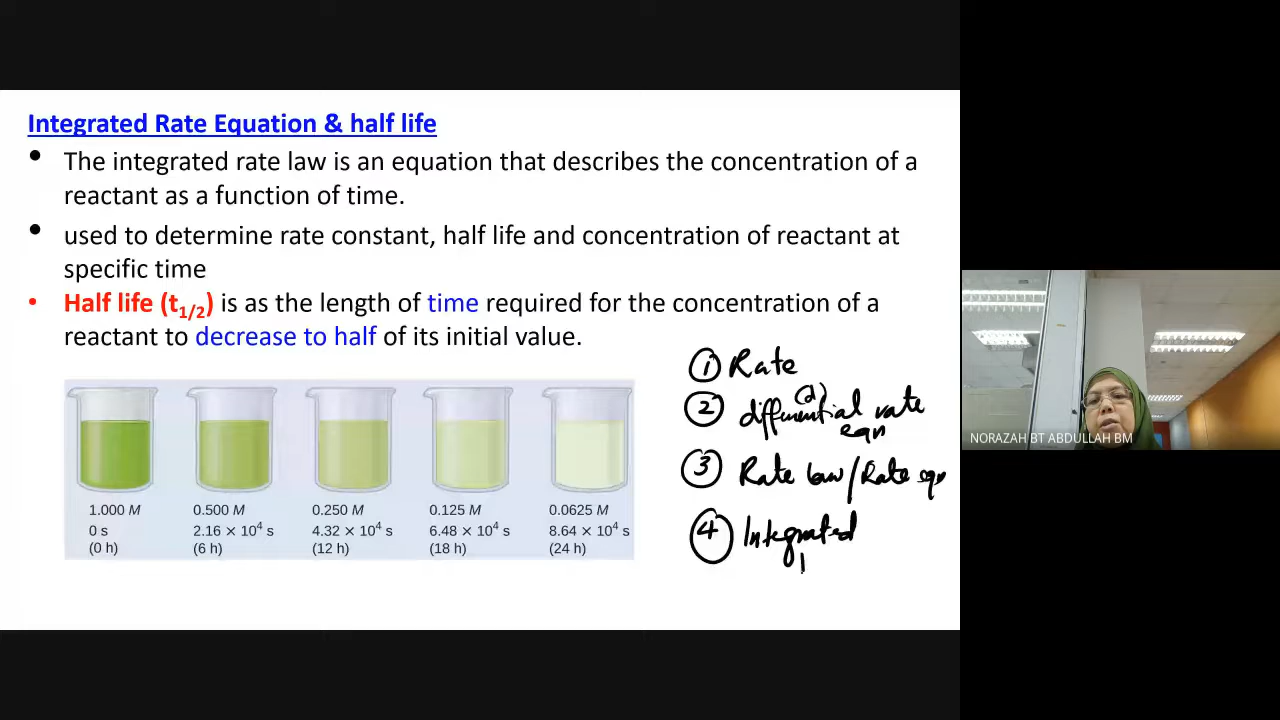 Integrated Rate Equation & half life
• The integrated rate law is an equation that describes the concentration of a
reactant as a function of time.
• used to determine rate constant, half life and concentration of reactant at
specific time
• Half life (t1/2) is as the length of time required for the concentration of a
reactant to decrease to half of its initial value.
① Rate
② differential rate
(d)
eqn
③ Rate law/Rate eqn
④ Integrated
1.000 M 0.500 M 0.250 M 0.125 M 0.0625 M
0 s 2.16 × 10⁴ s 4.32 × 10⁴ s 6.48 × 10⁴ s 8.64 × 10⁴ s
(0 h) (6 h) (12 h) (18 h) (24 h)
NORAZAH BT ABDULLAH BM